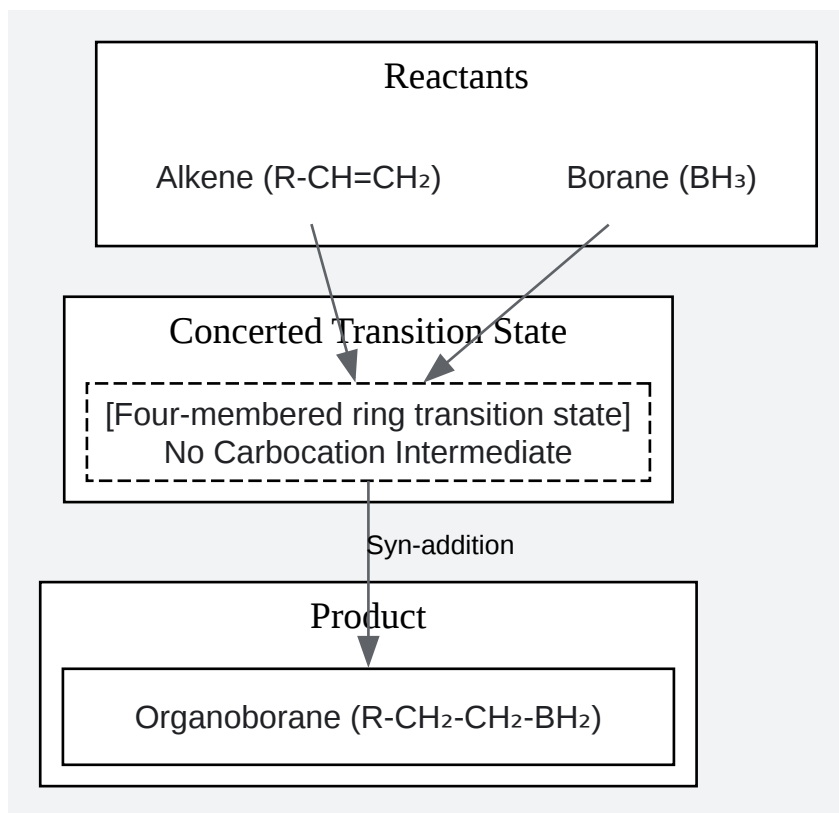 Reactants
Alkene (R-CH=CH₂)
Borane (BH₃)
Concerted Transition State
[Four-membered ring transition state]
No Carbocation Intermediate
Syn-addition
Product
Organoborane (R-CH₂-CH₂-BH₂)